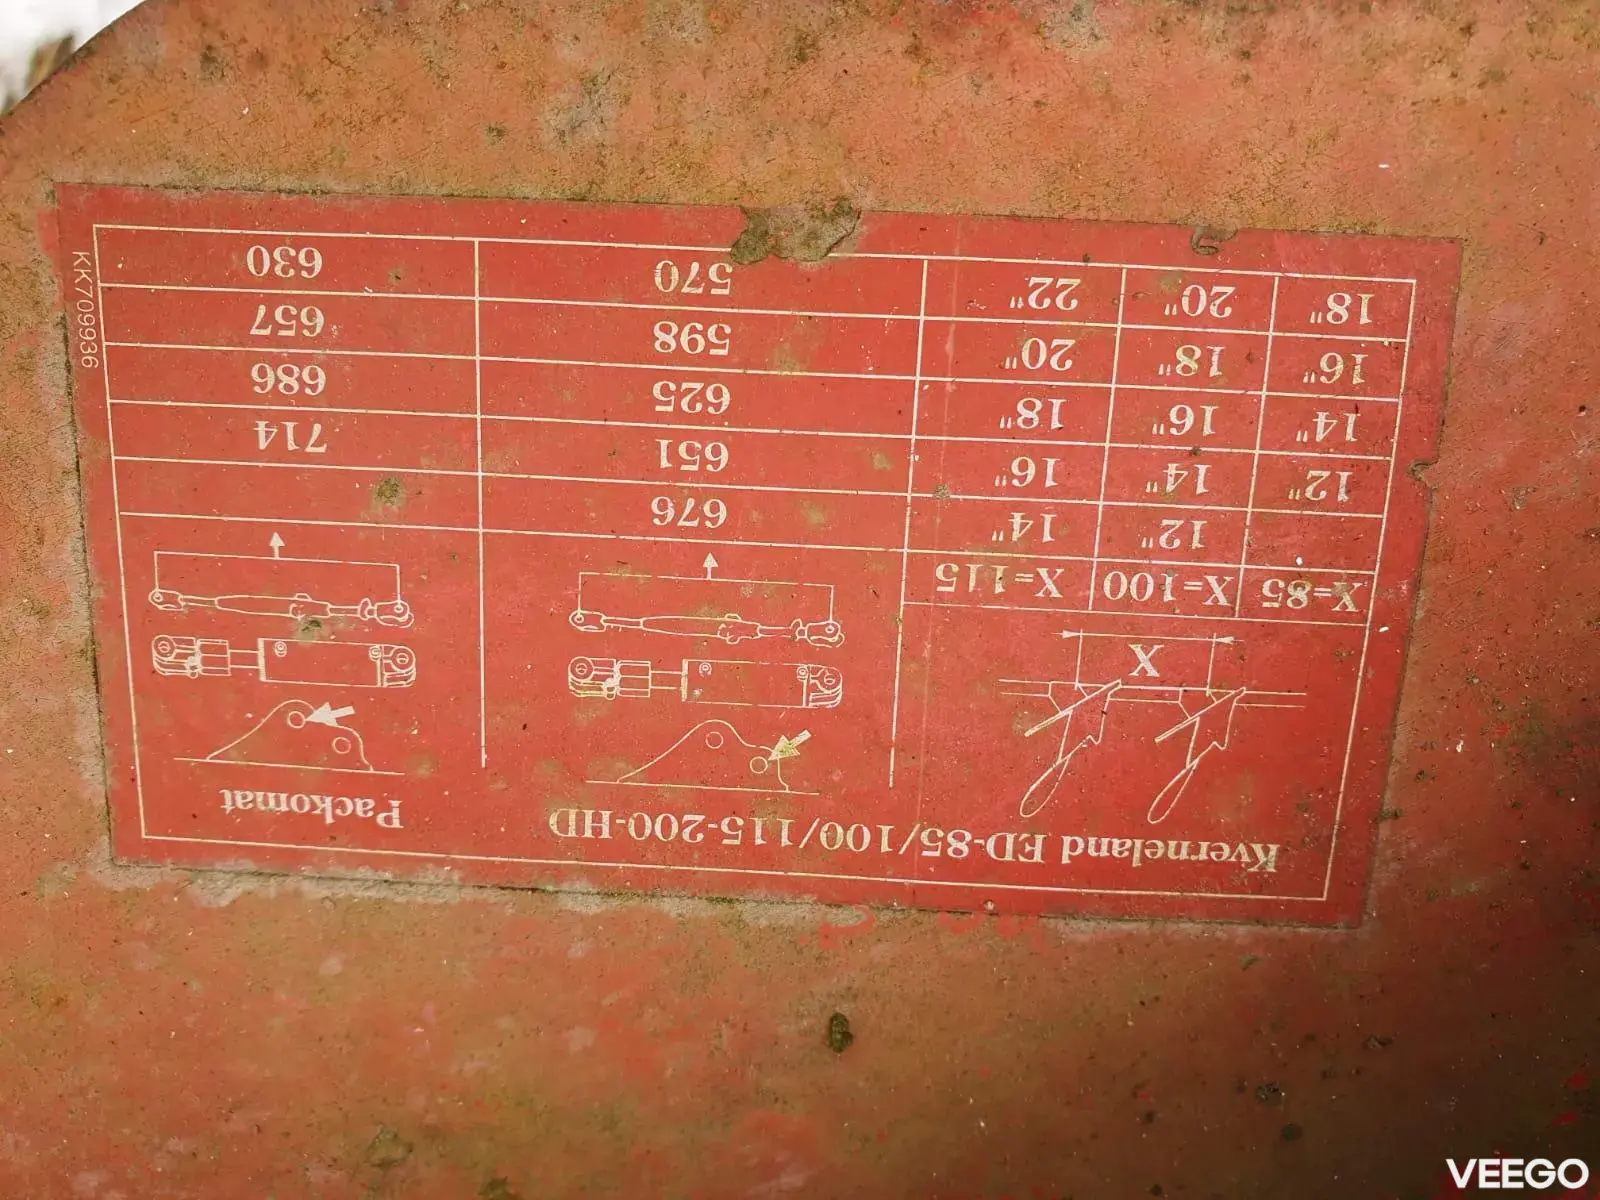 Kverneland ED-85/100/115-200-HD Packomat
X
X=85 X=100 X=115
12" 14" 676
12" 14" 16" 651 714
14" 16" 18" 625 686
16" 18" 20" 598 657
18" 20" 22" 570 630
KK709936
VEEGO